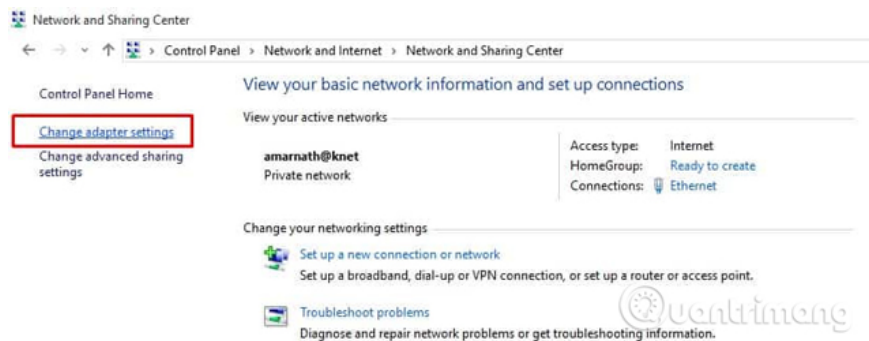 Network and Sharing Center
Control Panel > Network and Internet > Network and Sharing Center
Control Panel Home
Change adapter settings
Change advanced sharing
settings
View your basic network information and set up connections
View your active networks
amarnath@knet
Private network
Access type: Internet
HomeGroup: Ready to create
Connections: Ethernet
Change your networking settings
Set up a new connection or network
Set up a broadband, dial-up or VPN connection, or set up a router or access point.
Troubleshoot problems
Diagnose and repair network problems or get troubleshooting information.
Quantrimang